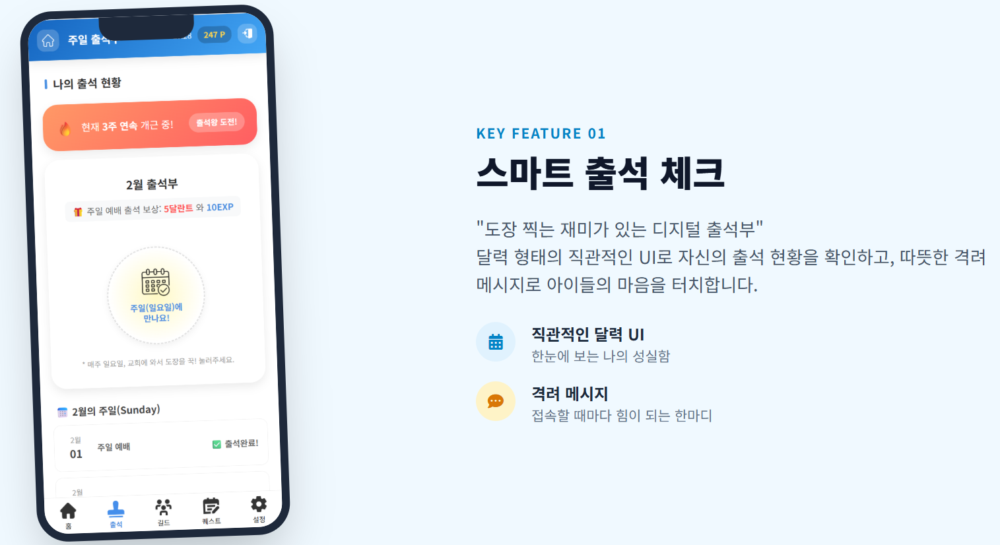 주일 출석
247 P
나의 출석 현황
현재 3주 연속 개근 중!
출석왕 도전!
2월 출석부
주일 예배 출석 보상: 5달란트 와 10EXP
주일(일요일)에
만나요!
* 매주 일요일, 교회에 와서 도장을 꾹! 눌러주세요.
2월의 주일(Sunday)
2월
01
주일 예배
출석완료!
2월
홈
출석
길드
퀘스트
설정
KEY FEATURE 01
스마트 출석 체크
"도장 찍는 재미가 있는 디지털 출석부"
달력 형태의 직관적인 UI로 자신의 출석 현황을 확인하고, 따뜻한 격려
메시지로 아이들의 마음을 터치합니다.
직관적인 달력 UI
한눈에 보는 나의 성실함
격려 메시지
접속할 때마다 힘이 되는 한마디